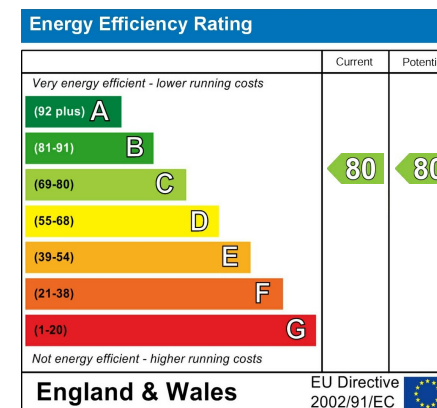 Energy Efficiency Rating
Current Potenti
Very energy efficient - lower running costs
(92 plus) A
(81-91) B
(69-80) C
80 80
(55-68) D
(39-54) E
(21-38) F
(1-20) G
Not energy efficient - higher running costs
England & Wales
EU Directive
2002/91/EC